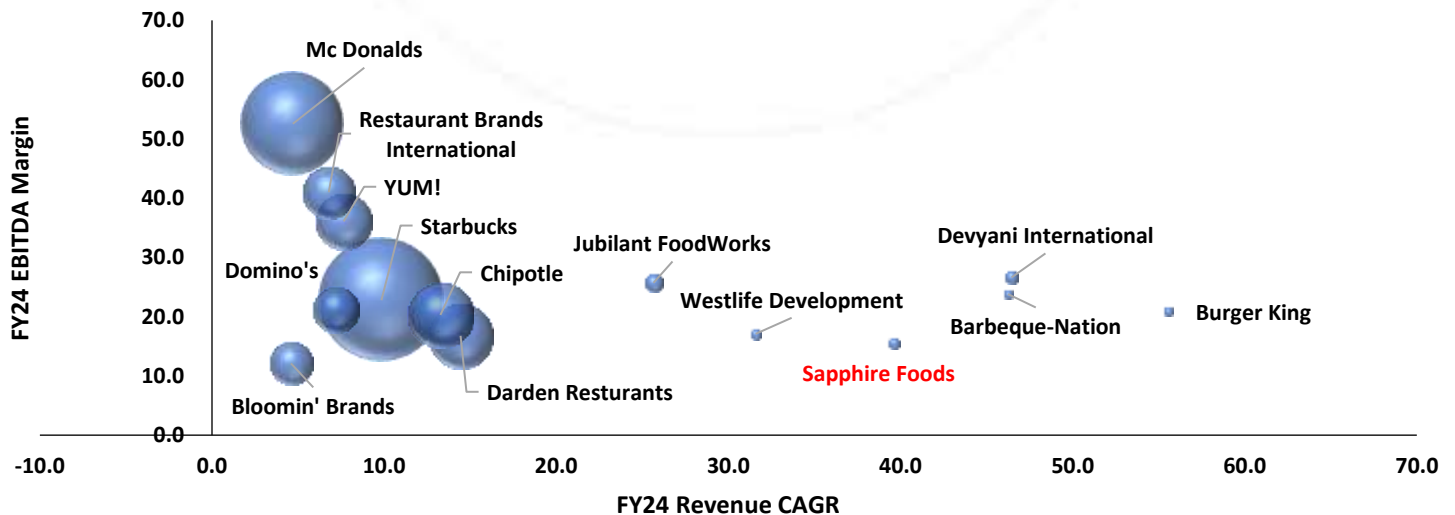 70.0
60.0
50.0
40.0
30.0
20.0
10.0
0.0
FY24 EBITDA Margin
Mc Donalds
Restaurant Brands
International
YUM!
Starbucks
Domino's
Chipotle
Jubilant FoodWorks
Devyani International
Westlife Development
Barbeque-Nation
Burger King
Sapphire Foods
Darden Resturants
Bloomin' Brands
-10.0 0.0 10.0 20.0 30.0 40.0 50.0 60.0 70.0
FY24 Revenue CAGR